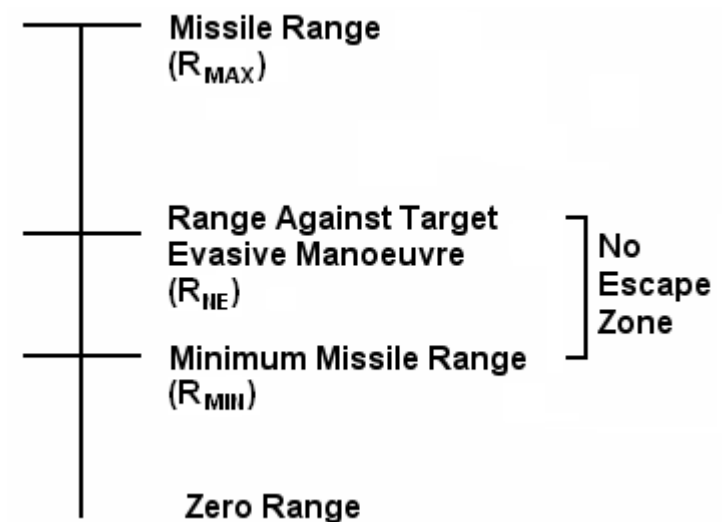 Missile Range
(RMAX)
Range Against Target
Evasive Manoeuvre
(RNE)
No
Escape
Zone
Minimum Missile Range
(RMIN)
Zero Range